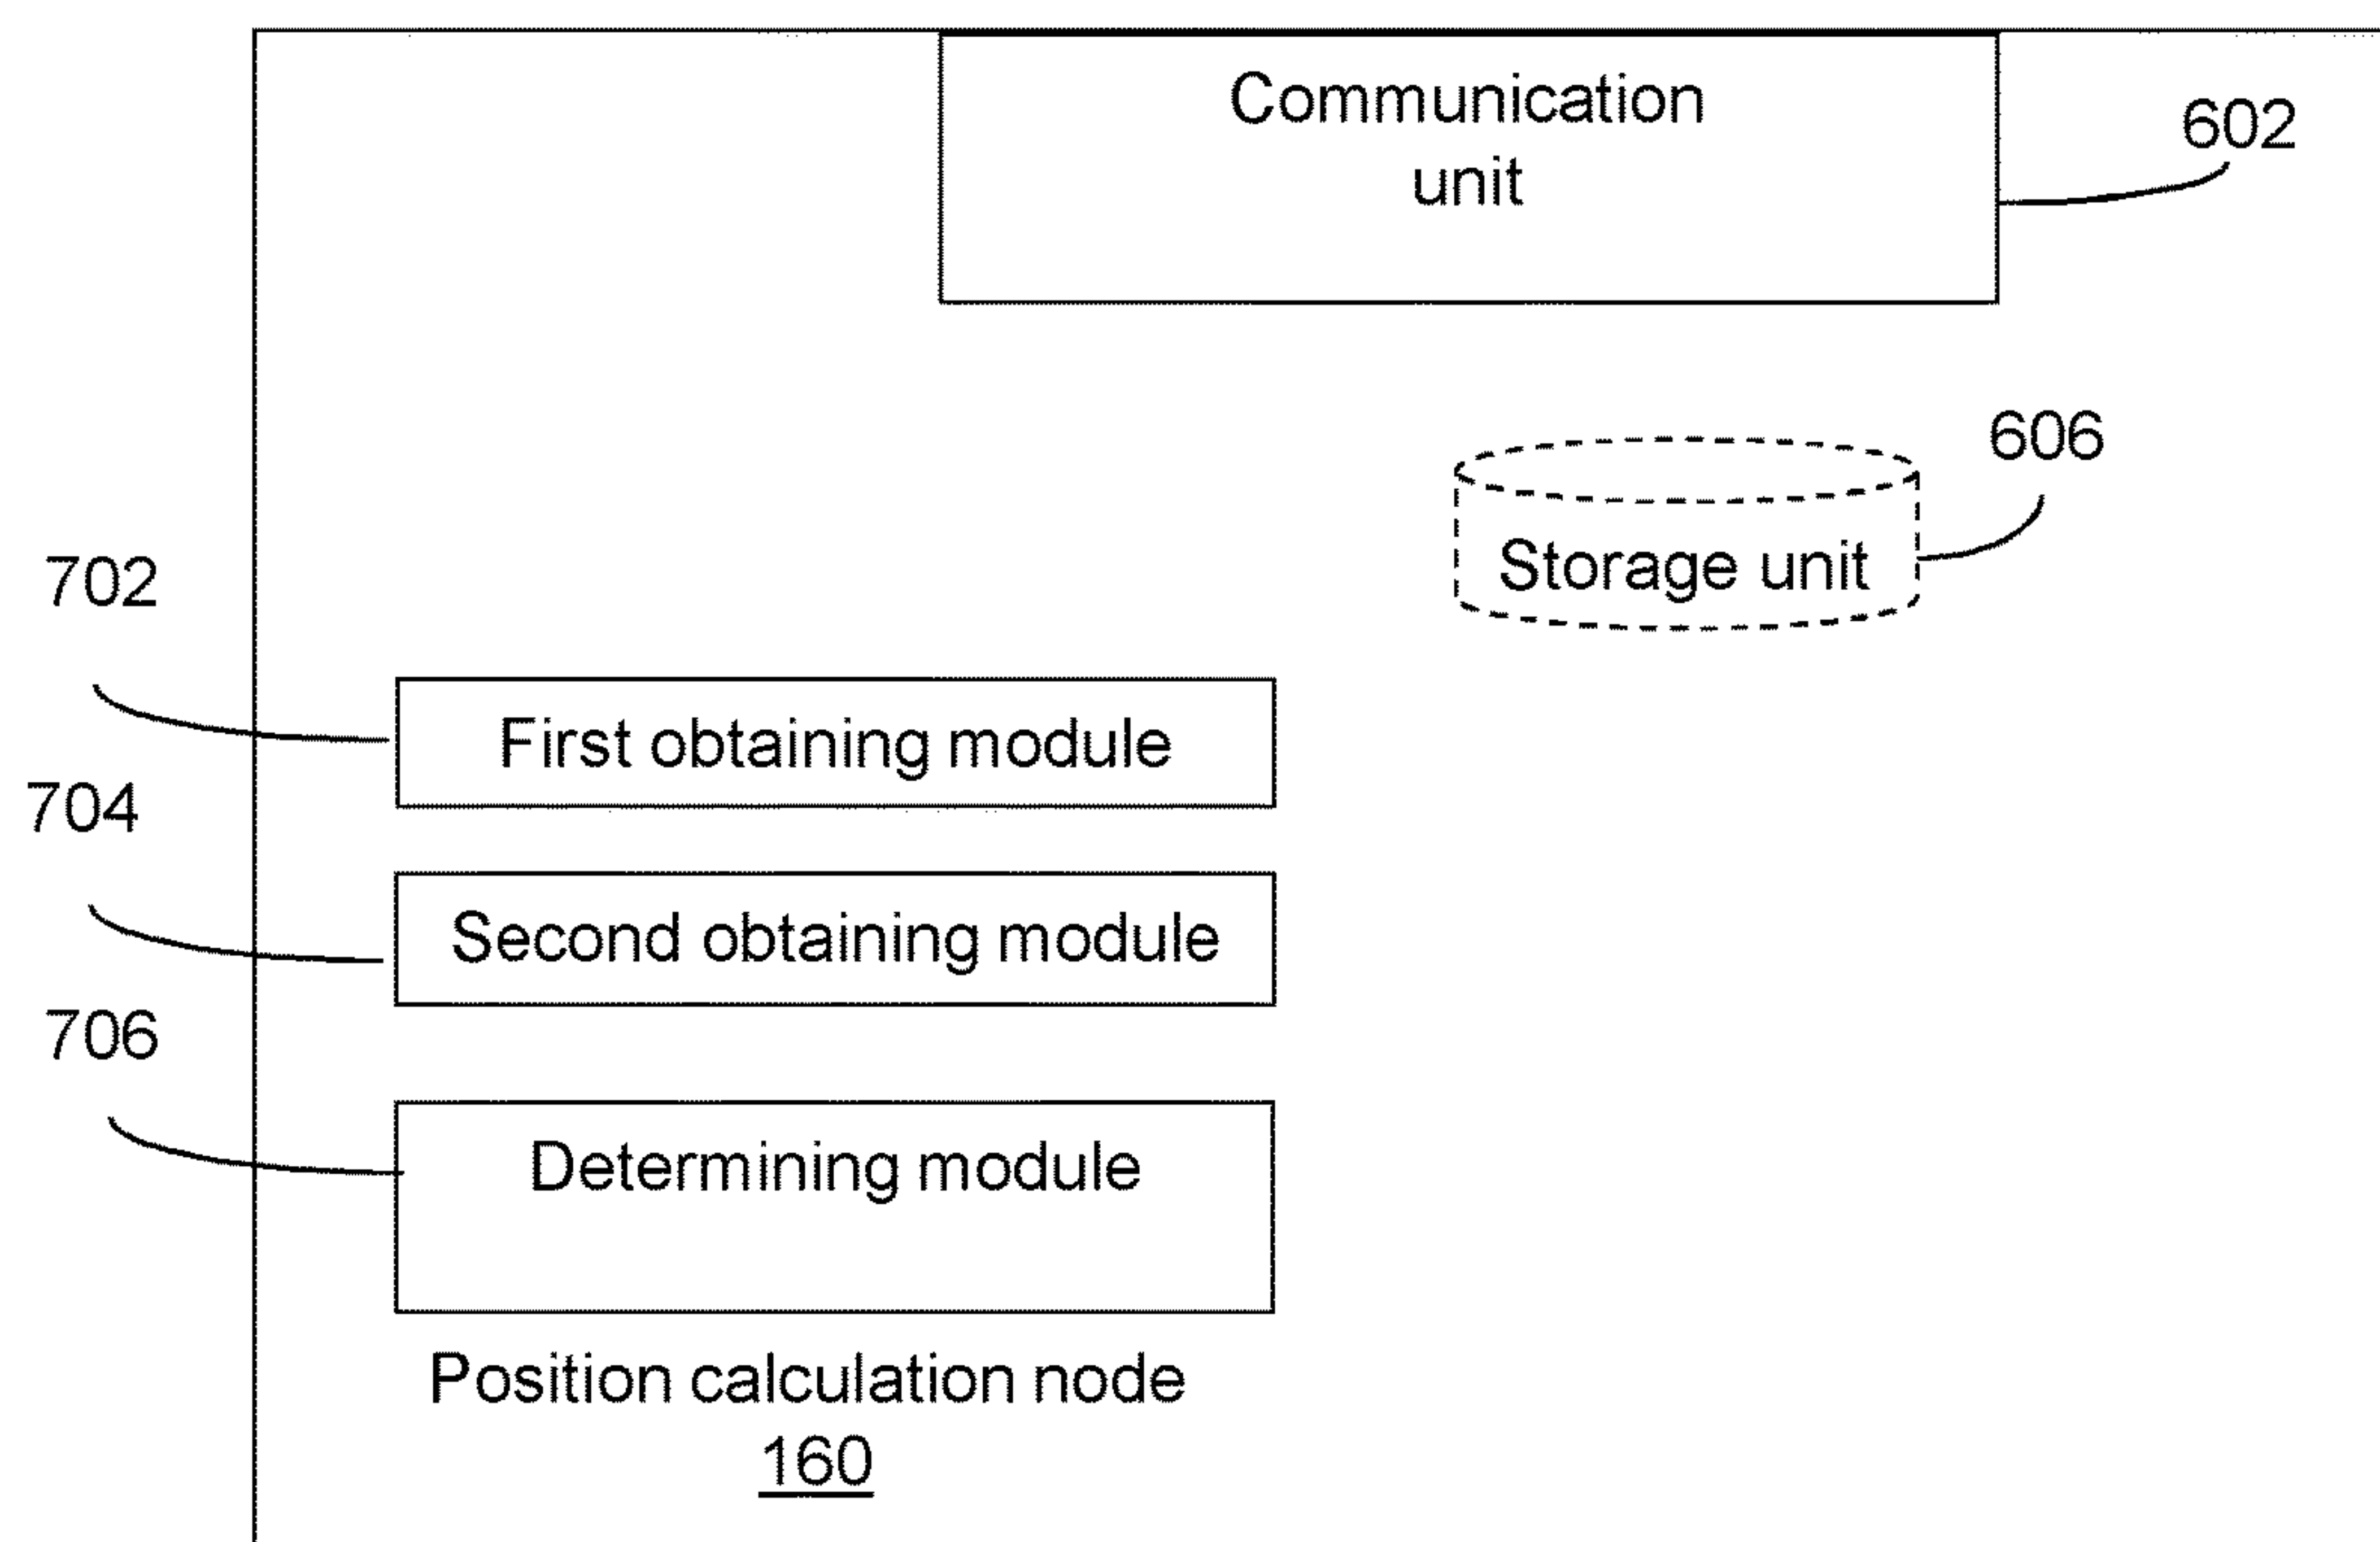 Communication
unit
602
606
Storage unit
702
First obtaining module
704
Second obtaining module
706
Determining module
Position calculation node
160